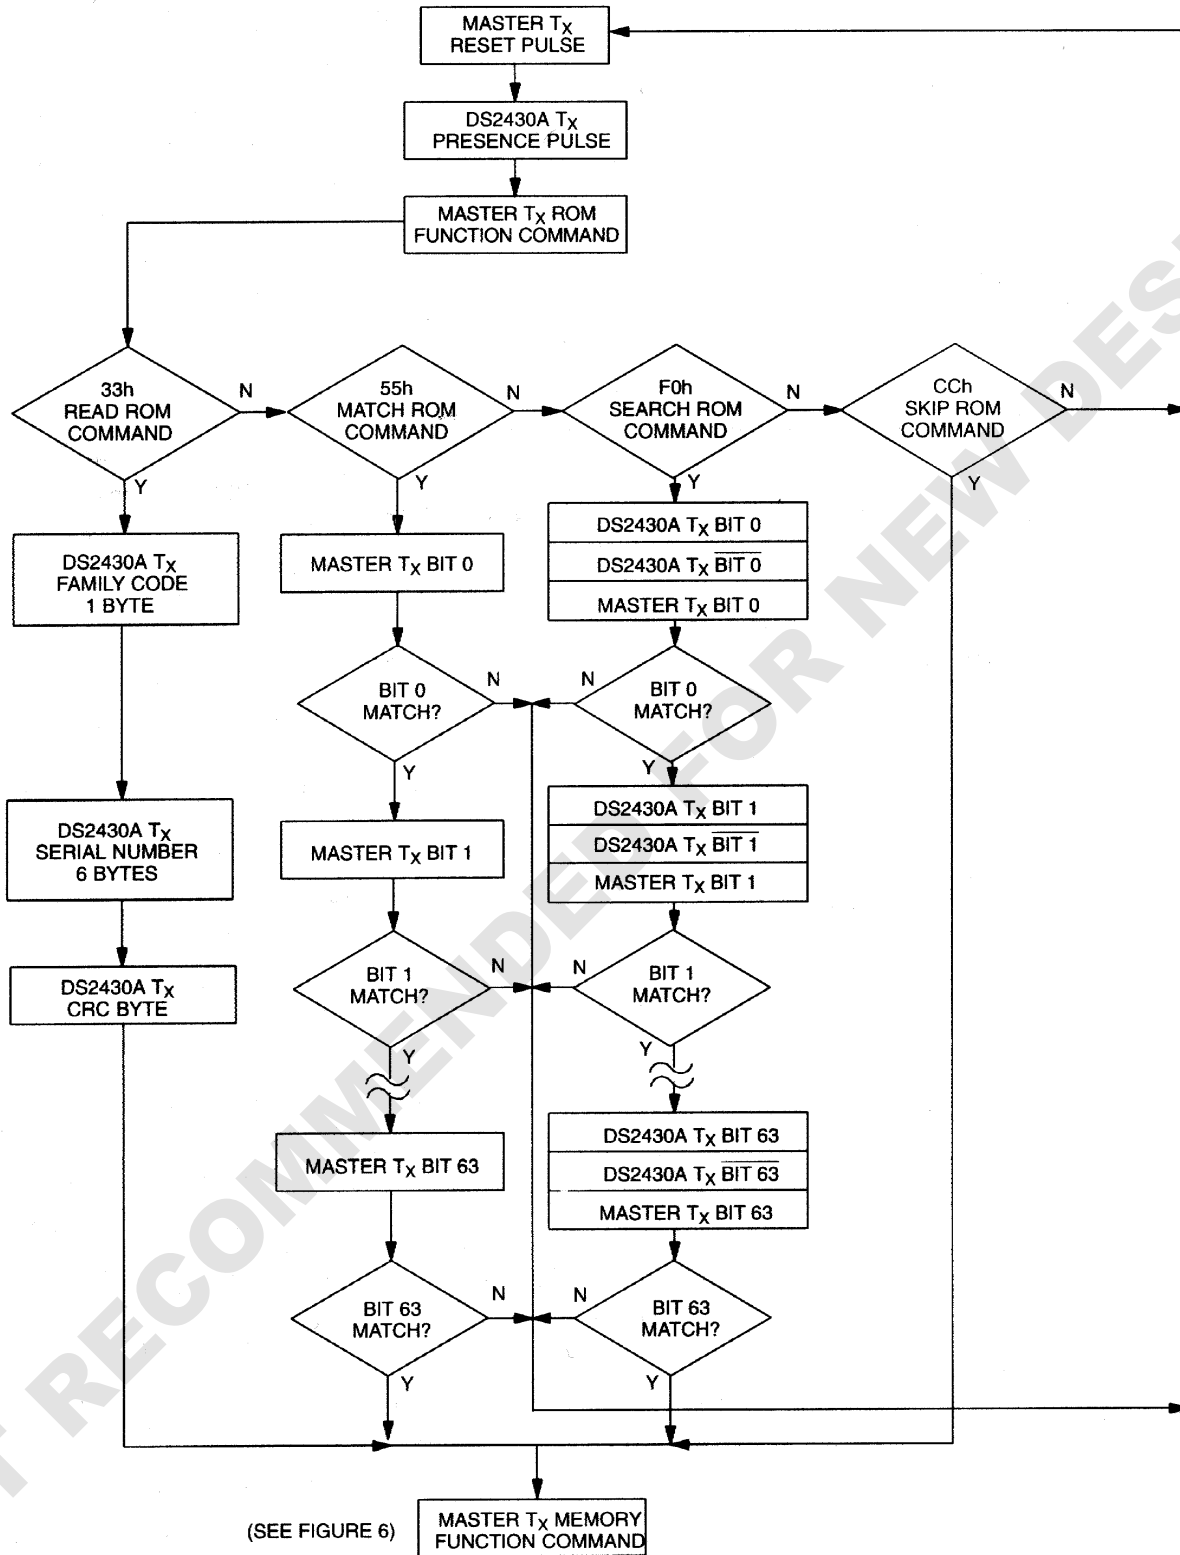 MASTER TX
RESET PULSE
DS2430A TX
PRESENCE PULSE
MASTER TX ROM
FUNCTION COMMAND
33h
READ ROM
COMMAND
N
Y
55h
MATCH ROM
COMMAND
N
Y
F0h
SEARCH ROM
COMMAND
N
Y
CCh
SKIP ROM
COMMAND
N
Y
DS2430A TX
FAMILY CODE
1 BYTE
DS2430A TX
SERIAL NUMBER
6 BYTES
DS2430A TX
CRC BYTE
MASTER TX BIT 0
BIT 0
MATCH?
N
Y
MASTER TX BIT 1
BIT 1
MATCH?
N
Y
MASTER TX BIT 63
BIT 63
MATCH?
N
Y
DS2430A TX BIT 0
DS2430A TX BIT 0
MASTER TX BIT 0
BIT 0
MATCH?
N
Y
DS2430A TX BIT 1
DS2430A TX BIT 1
MASTER TX BIT 1
BIT 1
MATCH?
N
Y
DS2430A TX BIT 63
DS2430A TX BIT 63
MASTER TX BIT 63
BIT 63
MATCH?
N
Y
(SEE FIGURE 6)
MASTER TX MEMORY
FUNCTION COMMAND
RECOMMENDED FOR NEW